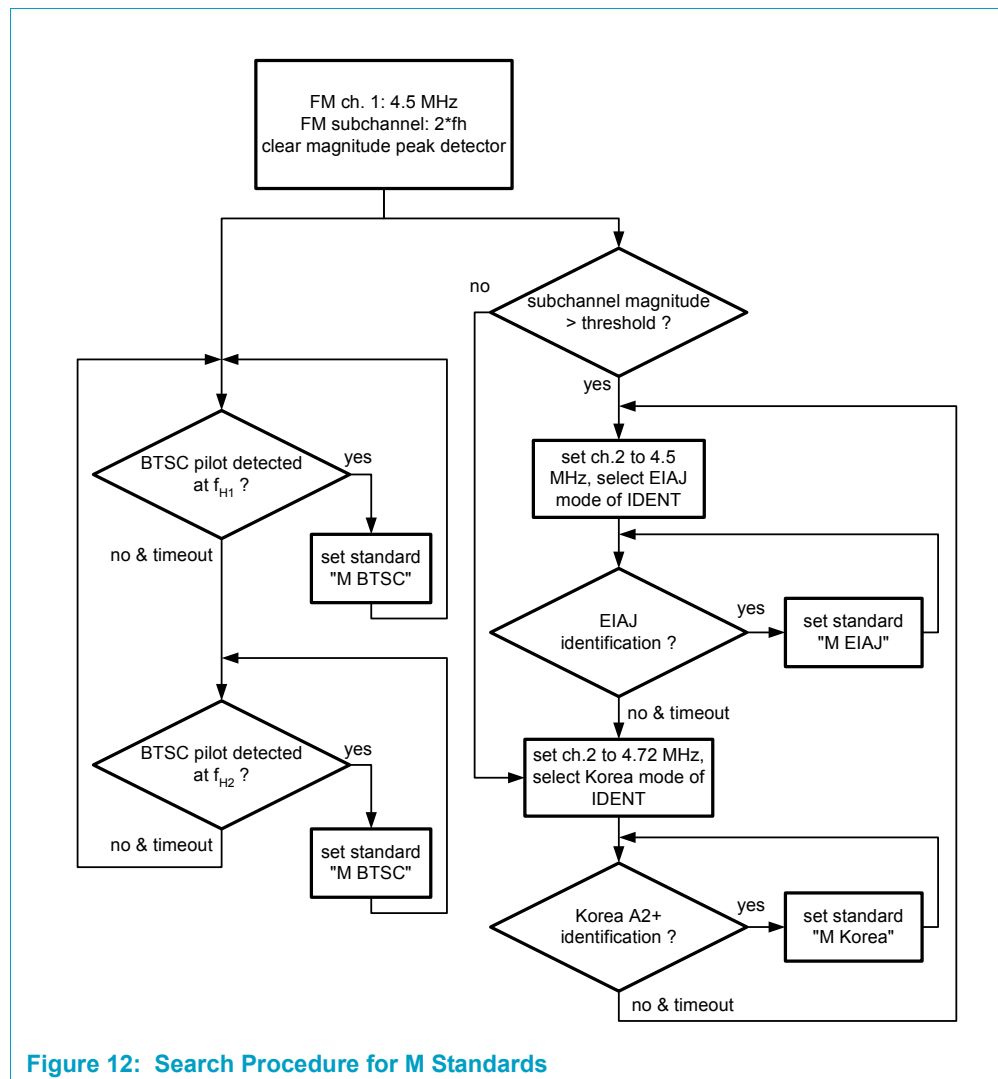 FM ch. 1: 4.5 MHz
FM subchannel: 2*fh
clear magnitude peak detector
no
subchannel magnitude
> threshold ?
yes
BTSC pilot detected
at fH1 ?
yes
no & timeout
set standard
"M BTSC"
BTSC pilot detected
at fH2 ?
yes
no & timeout
set standard
"M BTSC"
set ch.2 to 4.5
MHz, select EIAJ
mode of IDENT
EIAJ
identification ?
yes
set standard
"M EIAJ"
no & timeout
set ch.2 to 4.72 MHz,
select Korea mode of
IDENT
Korea A2+
identification ?
yes
set standard
"M Korea"
no & timeout
Figure 12: Search Procedure for M Standards